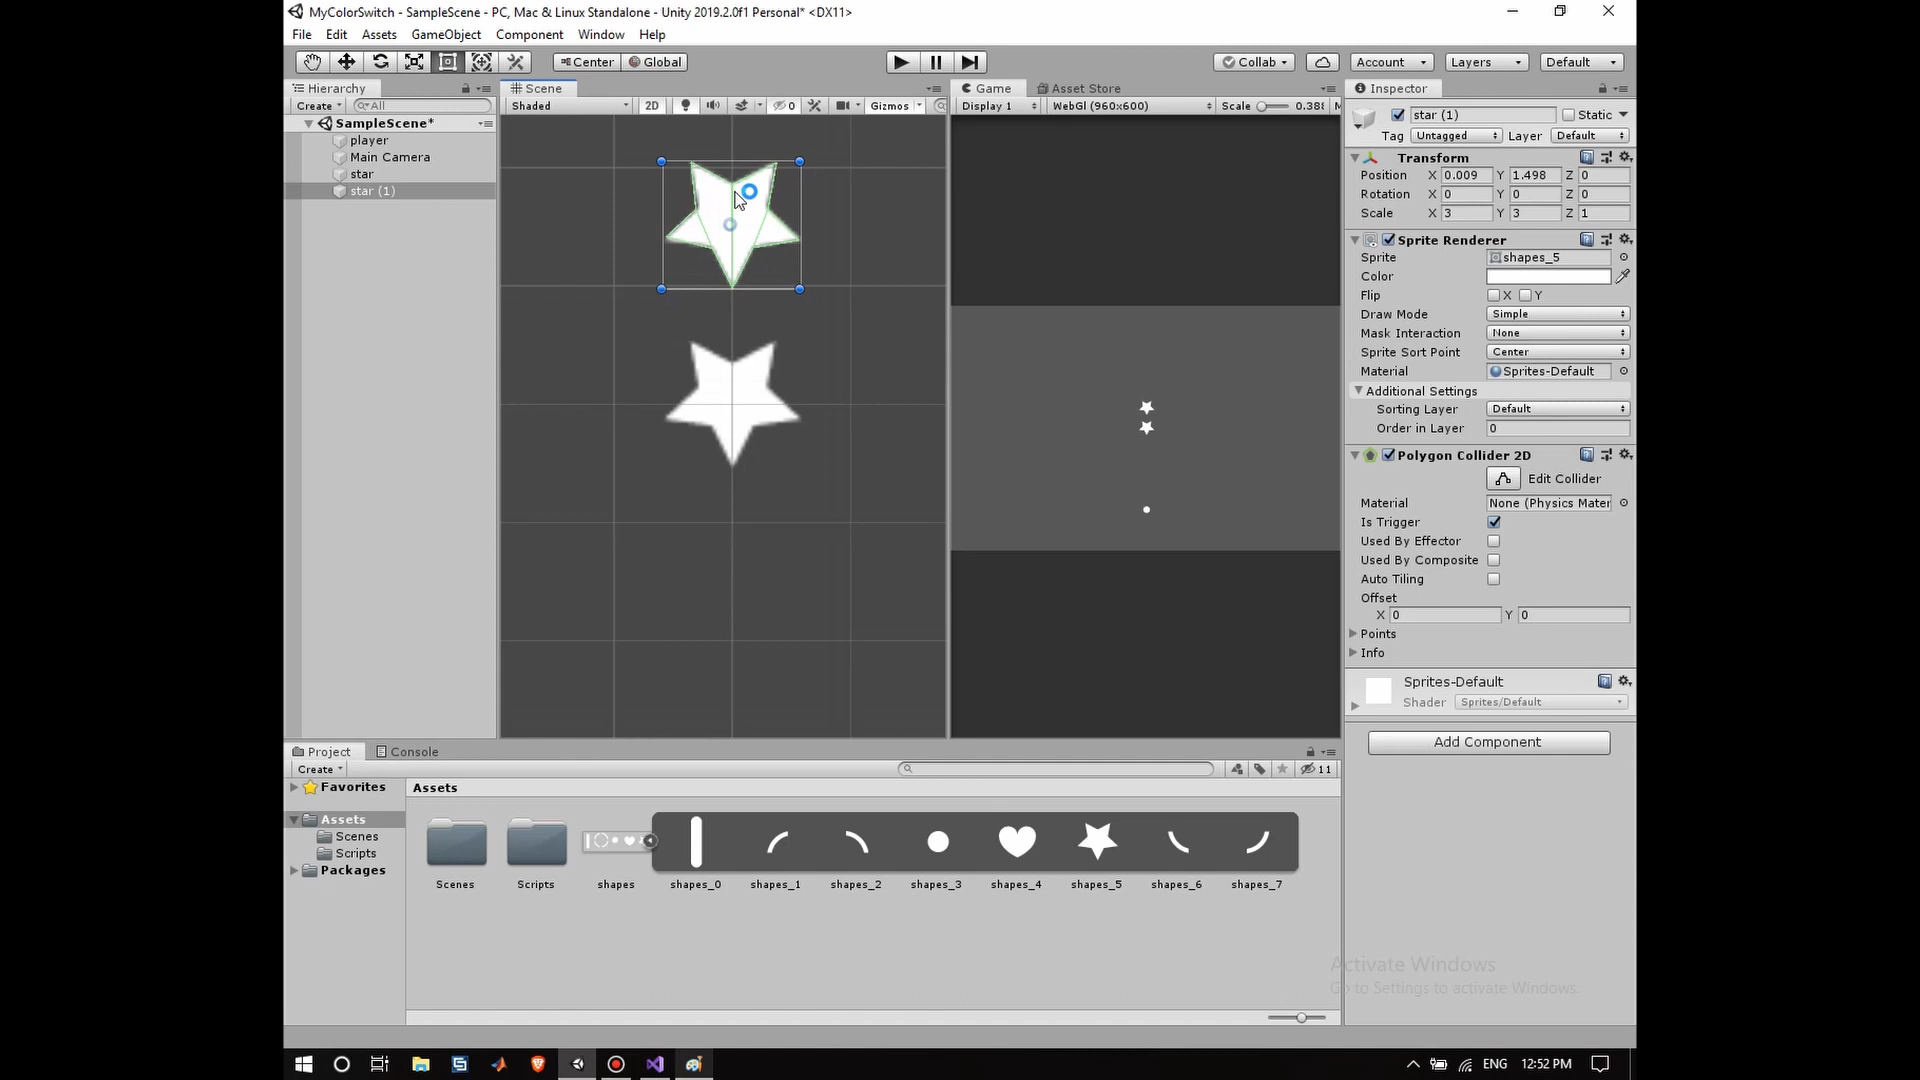 MyColorSwitch - SampleScene - PC, Mac & Linux Standalone - Unity 2019.2.0f1 Personal* <DX11>
File Edit Assets GameObject Component Window Help
Center Global Collab Account Layers Default
Hierarchy Scene Game Asset Store Inspector
Create All Shaded 2D 0 Gizmos Display 1 WebGl (960x600) Scale 0.388 M
star (1) Static
Tag Untagged Layer Default
SampleScene*
player
Main Camera
star
star (1)
Transform
Position X 0.009 Y 1.498 Z 0
Rotation X 0 Y 0 Z 0
Scale X 3 Y 3 Z 1
Sprite Renderer
Sprite shapes_5
Color
Flip X Y
Draw Mode Simple
Mask Interaction None
Sprite Sort Point Center
Material Sprites-Default
Additional Settings
Sorting Layer Default
Order in Layer 0
Polygon Collider 2D
Edit Collider
Material None (Physics Mater
Is Trigger
Used By Effector
Used By Composite
Auto Tiling
Offset
X 0 Y 0
Points
Info
Sprites-Default
Shader Sprites/Default
Add Component
Project Console
Create 11
Favorites
Assets
Scenes
Scripts
Packages
Assets
Scenes Scripts shapes shapes_0 shapes_1 shapes_2 shapes_3 shapes_4 shapes_5 shapes_6 shapes_7
Activate Windows
Go to Settings to activate Windows.
ENG 12:52 PM